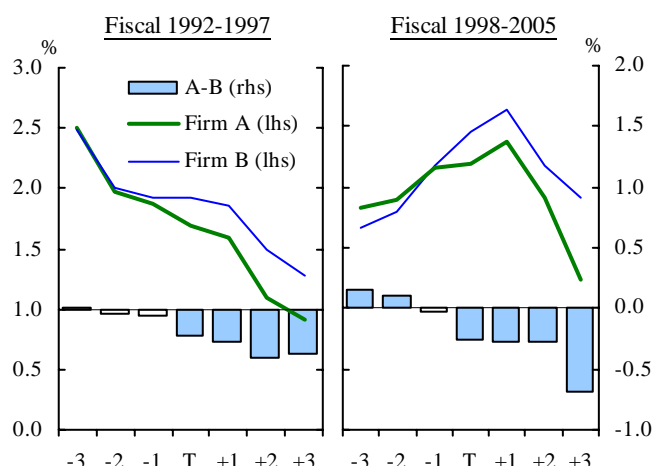 Fiscal 1992-1997 Fiscal 1998-2005
% %
3.0 2.0
A-B (rhs)
2.5 Firm A (lhs) 1.5
Firm B (lhs)
2.0 1.0
1.5 0.5
1.0 0.0
0.5 -0.5
0.0 -1.0
-3 -2 -1 T +1 +2 +3 -3 -2 -1 T +1 +2 +3